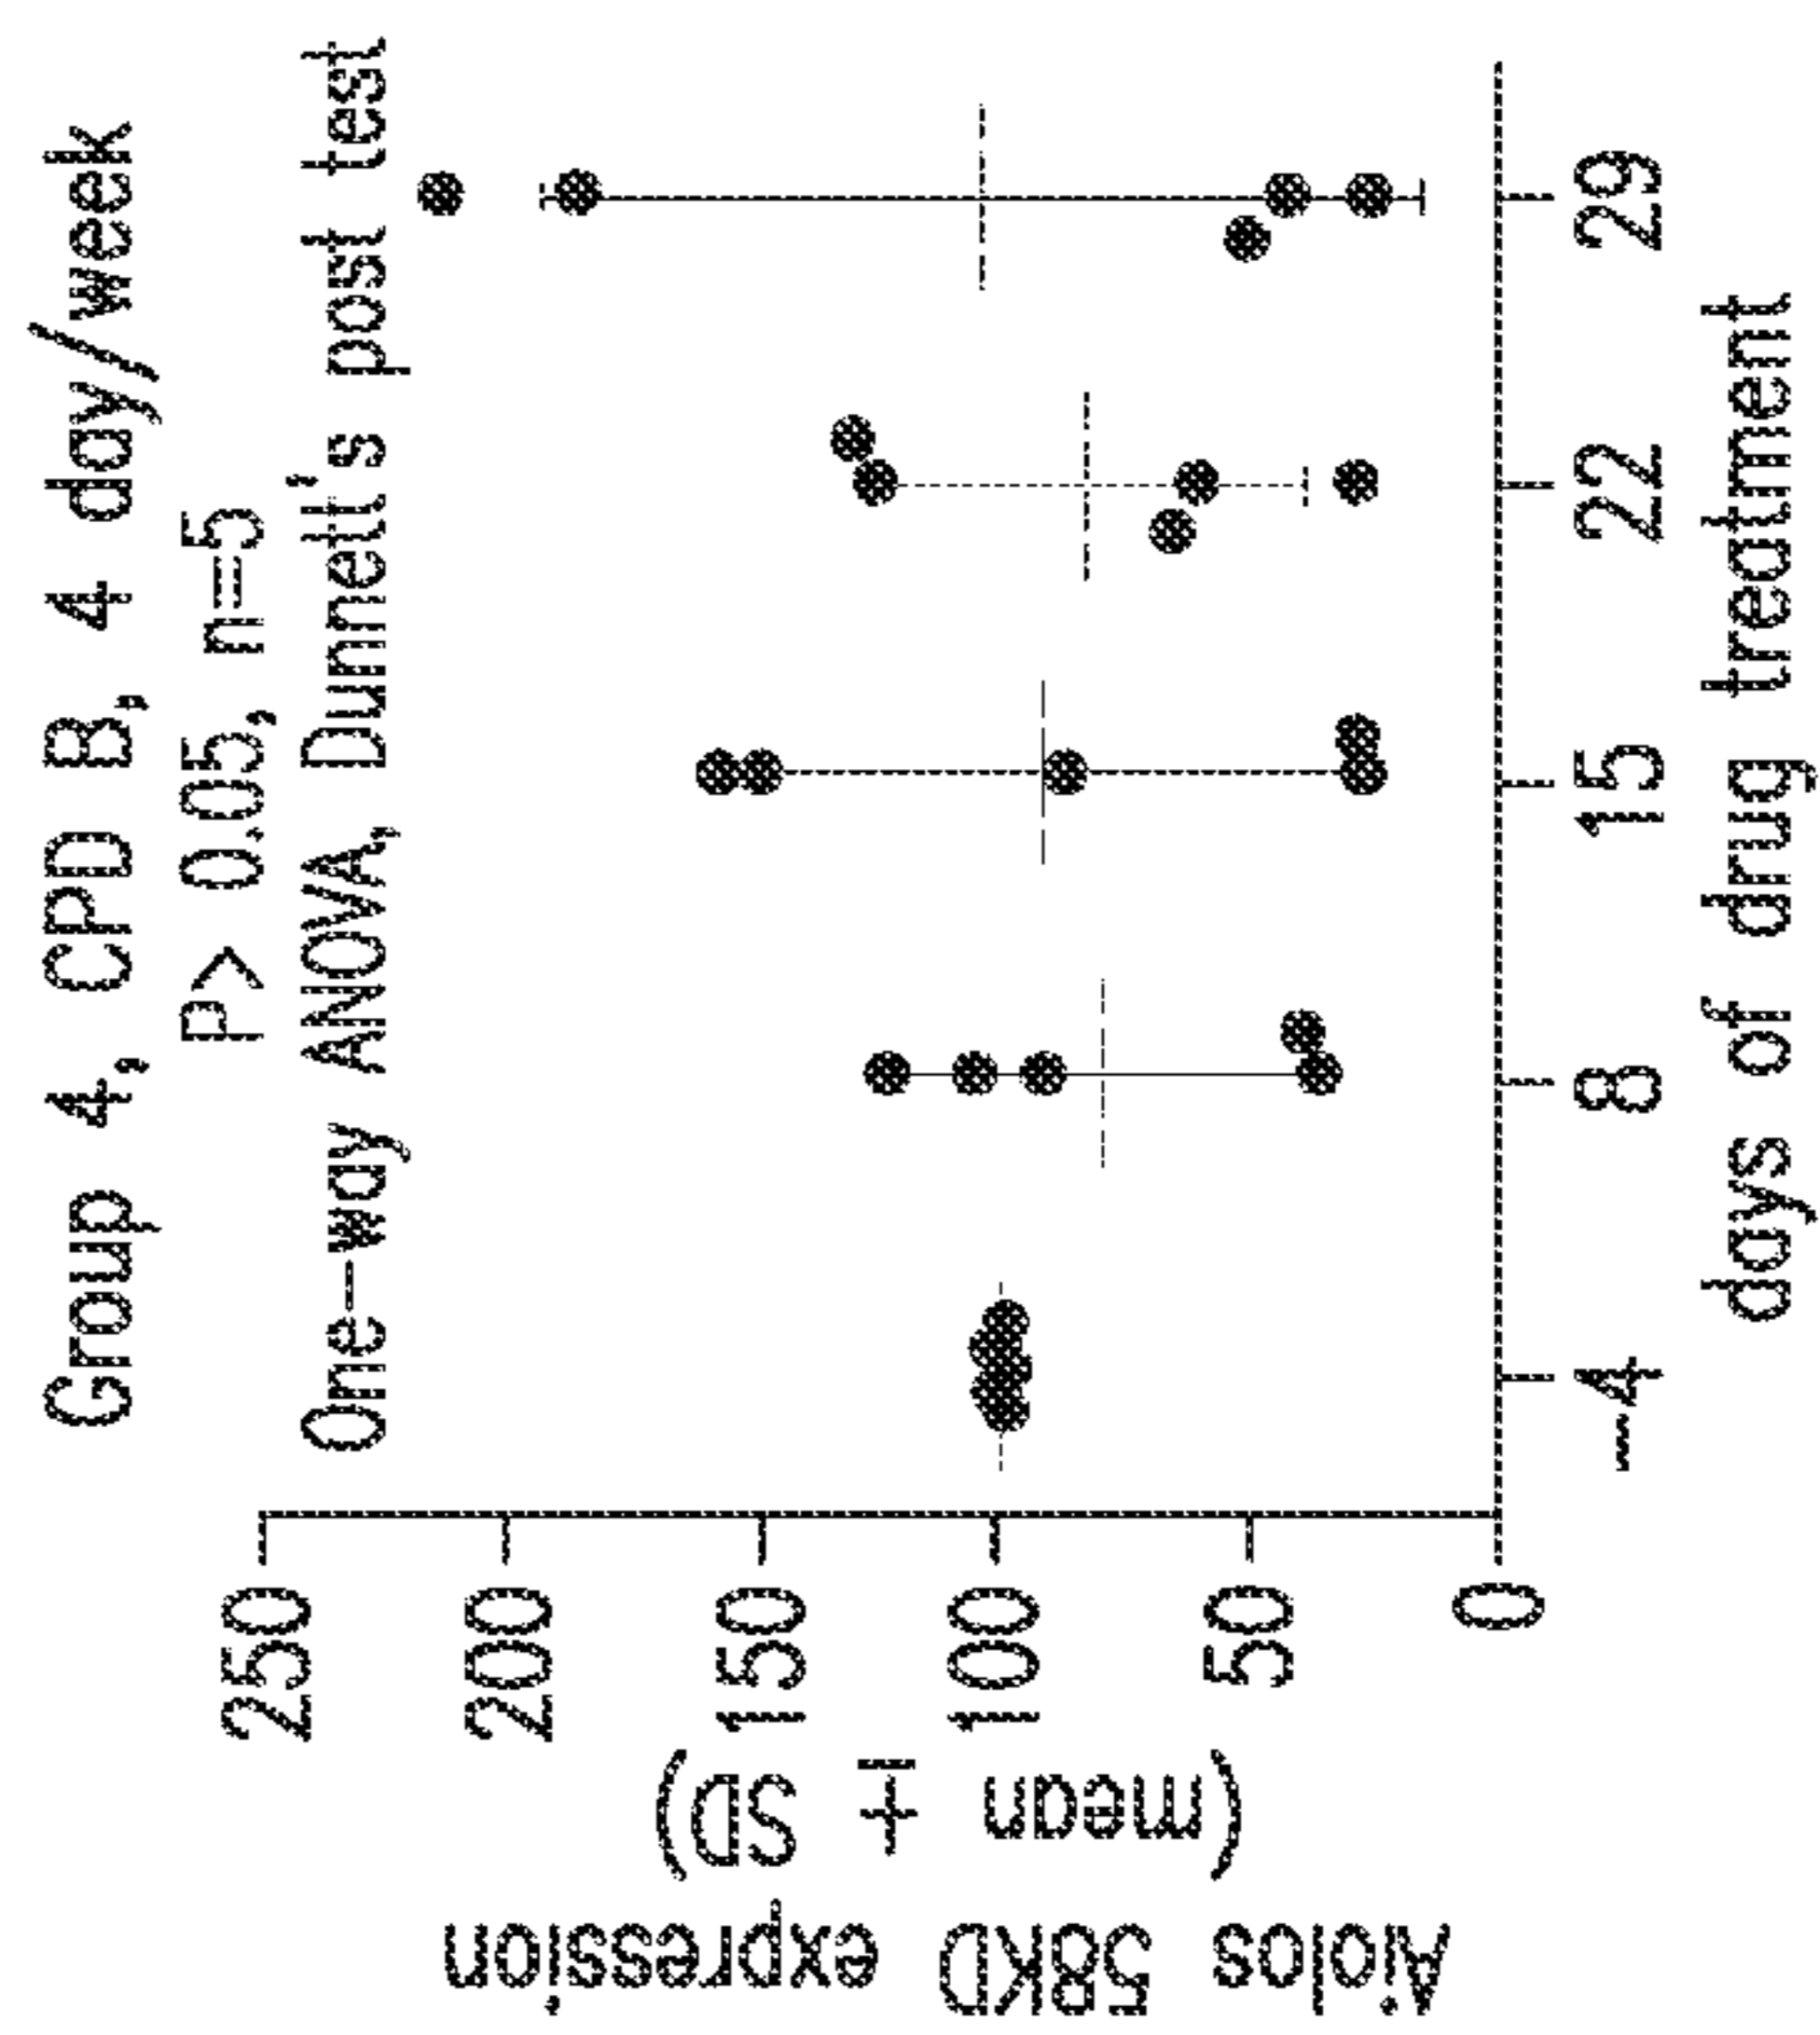 Group 4, CPD B, 4 day/week
P> 0.05, n=5
One-way ANOVA, Dunnett's post test
Aiolos 58KD expression
(mean ± SD)
250
200
150
100
50
0
-4
8
15
22
29
days of drug treatment